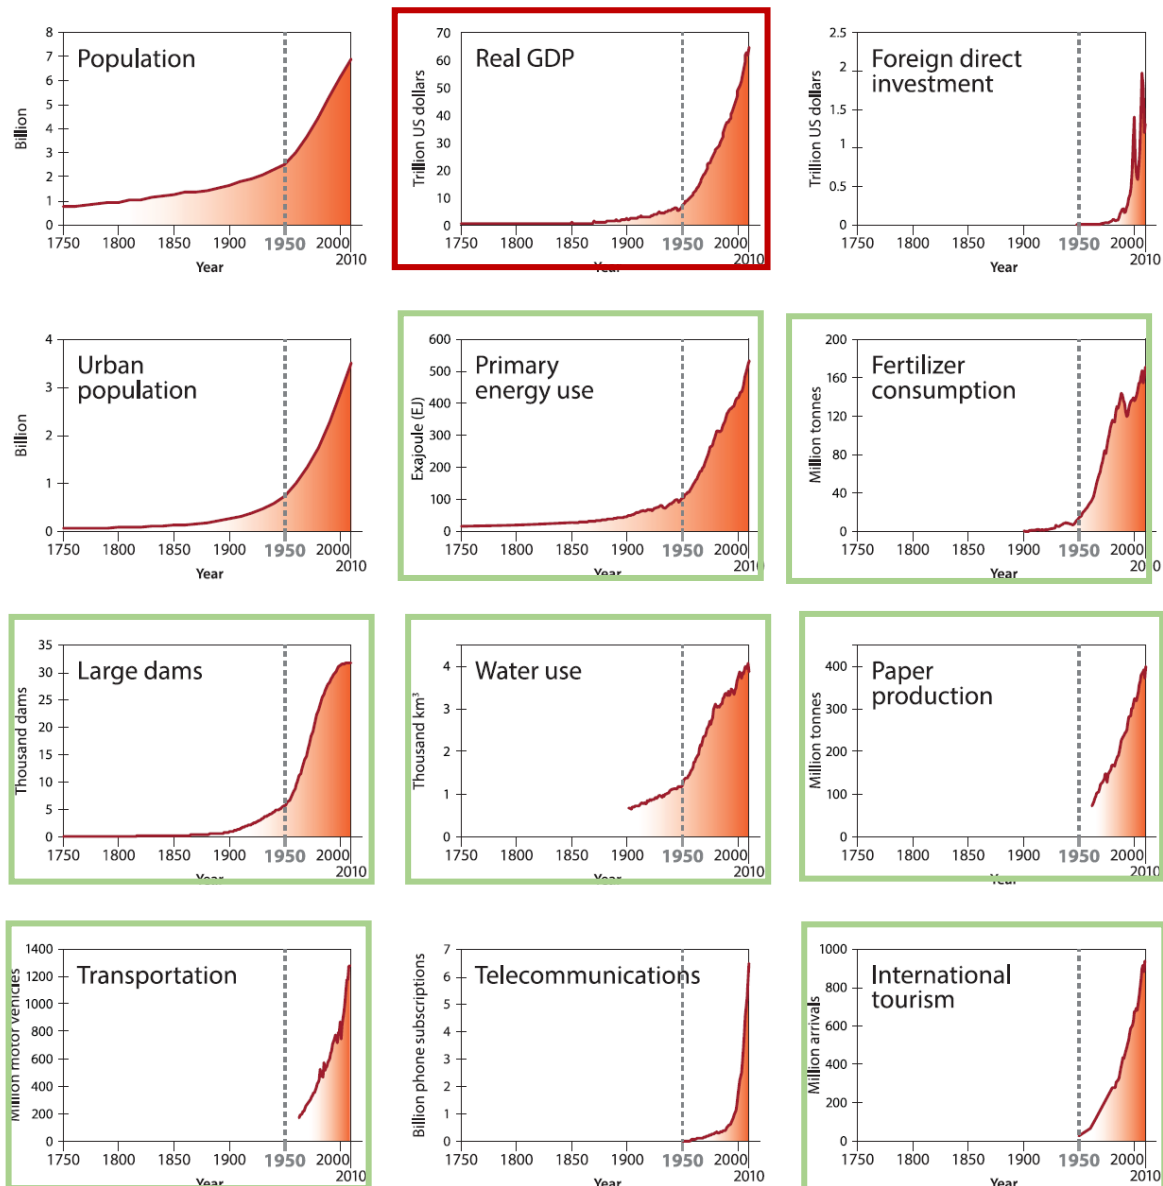 Population
Billion
8
7
6
5
4
3
2
1
0
1750 1800 1850 1900 1950 2000
2010
Year
Real GDP
Trillion US dollars
70
60
50
40
30
20
10
0
1750 1800 1850 1900 1950 2000
2010
Year
Foreign direct
investment
Trillion US dollars
2.5
2
1.5
1
0.5
0
1750 1800 1850 1900 1950 2000
2010
Year
Urban
population
Billion
4
3
2
1
0
1750 1800 1850 1900 1950 2000
2010
Year
Primary
energy use
Exajoule (EJ)
600
500
400
300
200
100
0
1750 1800 1850 1900 1950 2000
2010
Year
Fertilizer
consumption
Million tonnes
200
160
120
80
40
0
1750 1800 1850 1900 1950 2000
2010
Year
Large dams
Thousand dams
35
30
25
20
15
10
5
0
1750 1800 1850 1900 1950 2000
2010
Year
Water use
Thousand km³
4
3
2
1
0
1750 1800 1850 1900 1950 2000
2010
Year
Paper
production
Million tonnes
400
300
200
100
0
1750 1800 1850 1900 1950 2000
2010
Year
Transportation
Million motor vehicles
1400
1200
1000
800
600
400
200
0
1750 1800 1850 1900 1950 2000
2010
Year
Telecommunications
Billion phone subscriptions
7
6
5
4
3
2
1
0
1750 1800 1850 1900 1950 2000
2010
Year
International
tourism
Million arrivals
1000
800
600
400
200
0
1750 1800 1850 1900 1950 2000
2010
Year